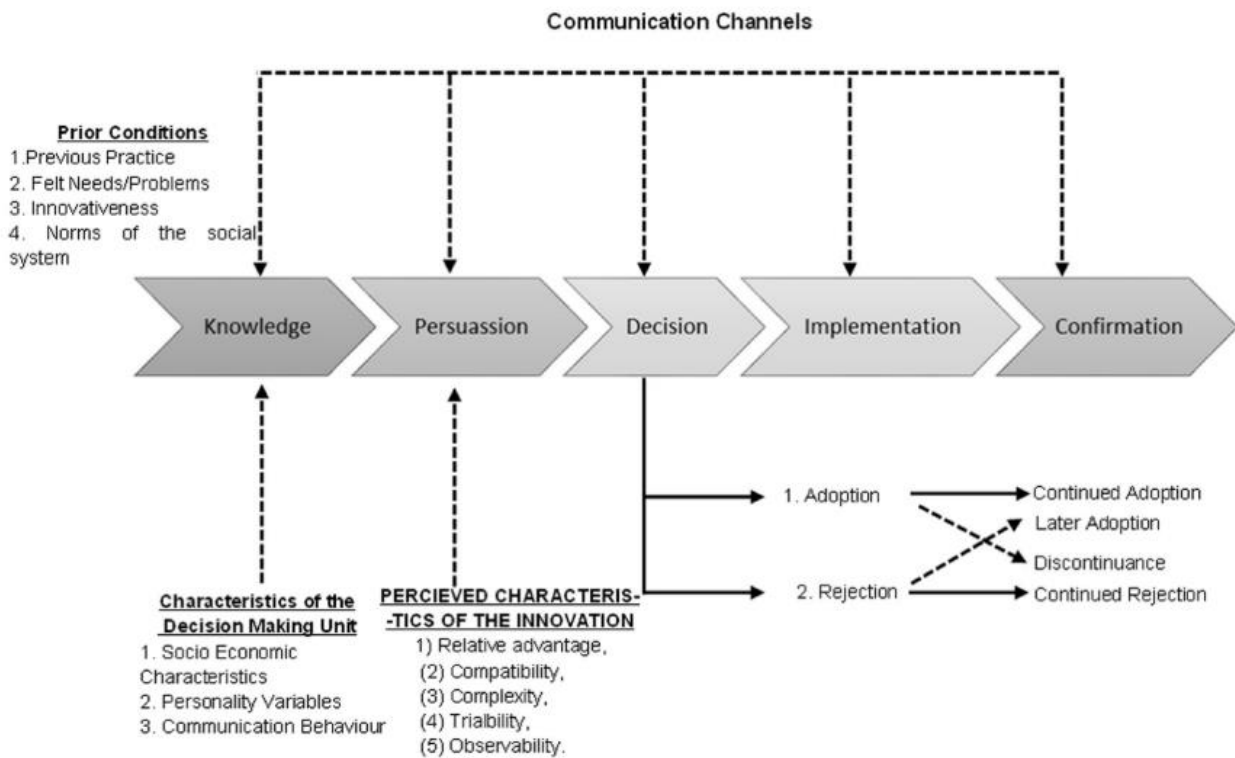 Communication Channels
Prior Conditions
1.Previous Practice
2. Felt Needs/Problems
3. Innovativeness
4. Norms of the social
system
Knowledge
Persuassion
Decision
Implementation
Confirmation
1. Adoption
Continued Adoption
Later Adoption
Discontinuance
2. Rejection
Continued Rejection
Characteristics of the
Decision Making Unit
1. Socio Economic
Characteristics
2. Personality Variables
3. Communication Behaviour
PERCIEVED CHARACTERIS-
-TICS OF THE INNOVATION
1) Relative advantage,
(2) Compatibility,
(3) Complexity,
(4) Trialbility,
(5) Observability.